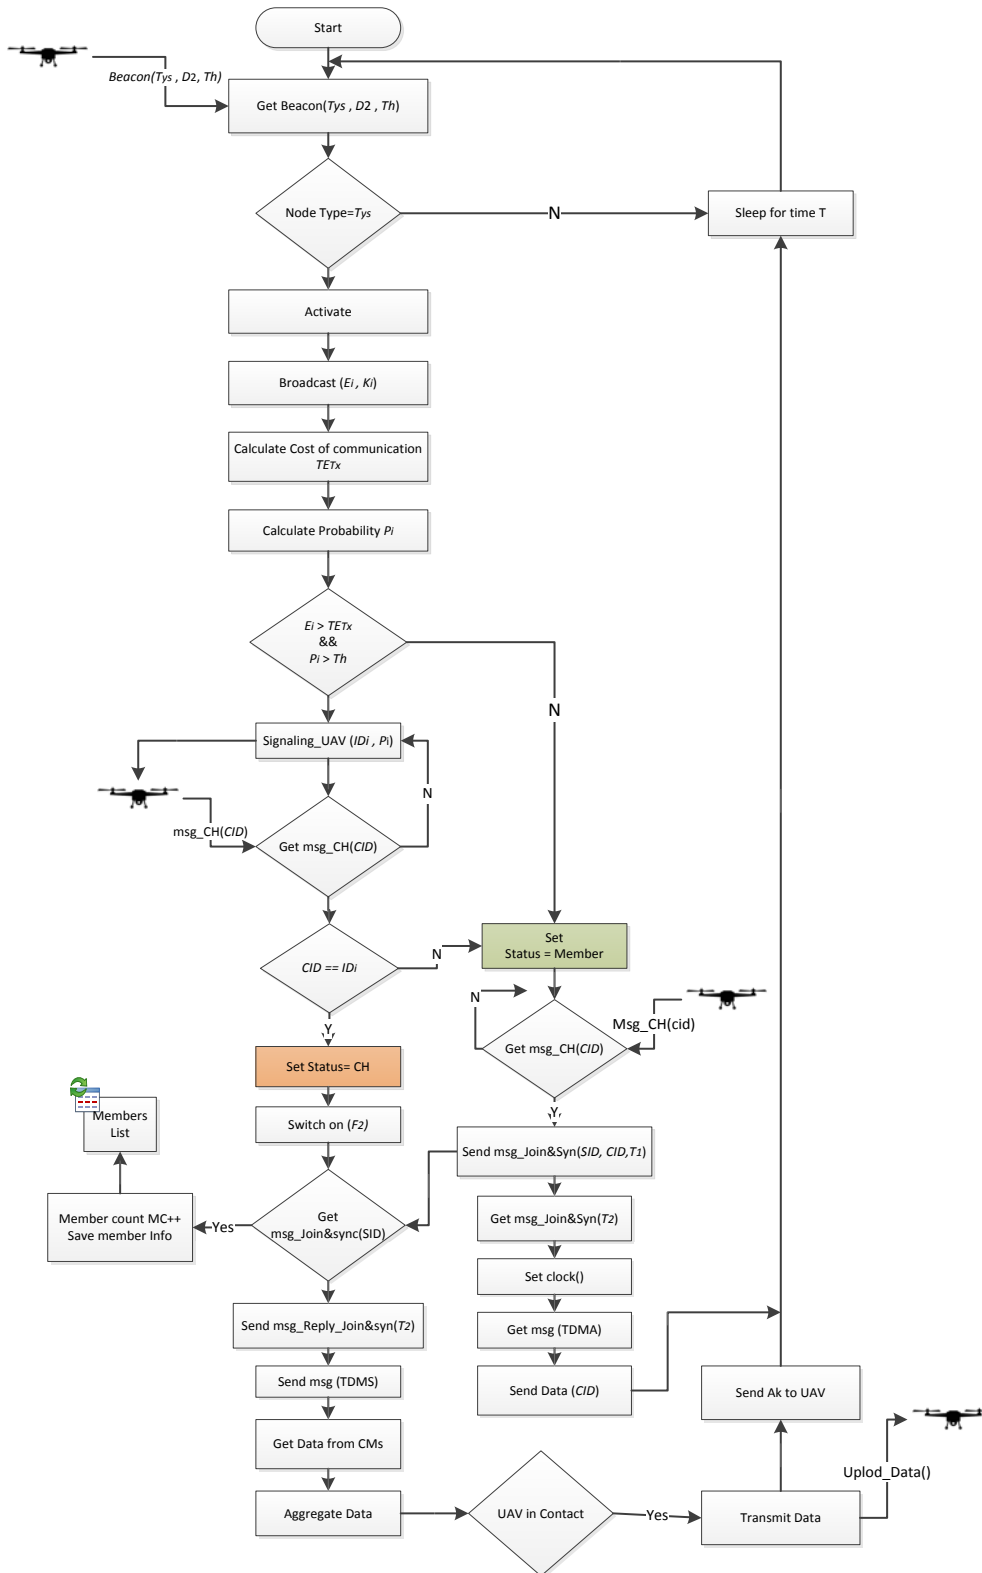 Start
Beacon(Tys , D2, Th)
Get Beacon(Tys , D2 , Th)
Node Type=Tys
N
Sleep for time T
Activate
Broadcast (Ei , Ki)
Calculate Cost of communication
TETx
Calculate Probability Pi
Ei > TETx
&&
Pi > Th
N
Signaling_UAV (IDi , Pi)
N
msg_CH(CID)
Get msg_CH(CID)
CID == IDi
N
Set
Status = Member
Y
N
Msg_CH(cid)
Get msg_CH(CID)
Set Status= CH
Y
Members
List
Switch on (F2)
Send msg_Join&Syn(SID, CID,T1)
Member count MC++
Save member Info
Yes
Get
msg_Join&sync(SID)
Get msg_Join&Syn(T2)
Set clock()
Send msg_Reply_Join&syn(T2)
Get msg (TDMA)
Send msg (TDMS)
Send Data (CID)
Send Ak to UAV
Get Data from CMs
Uplod_Data()
Aggregate Data
UAV in Contact
Yes
Transmit Data